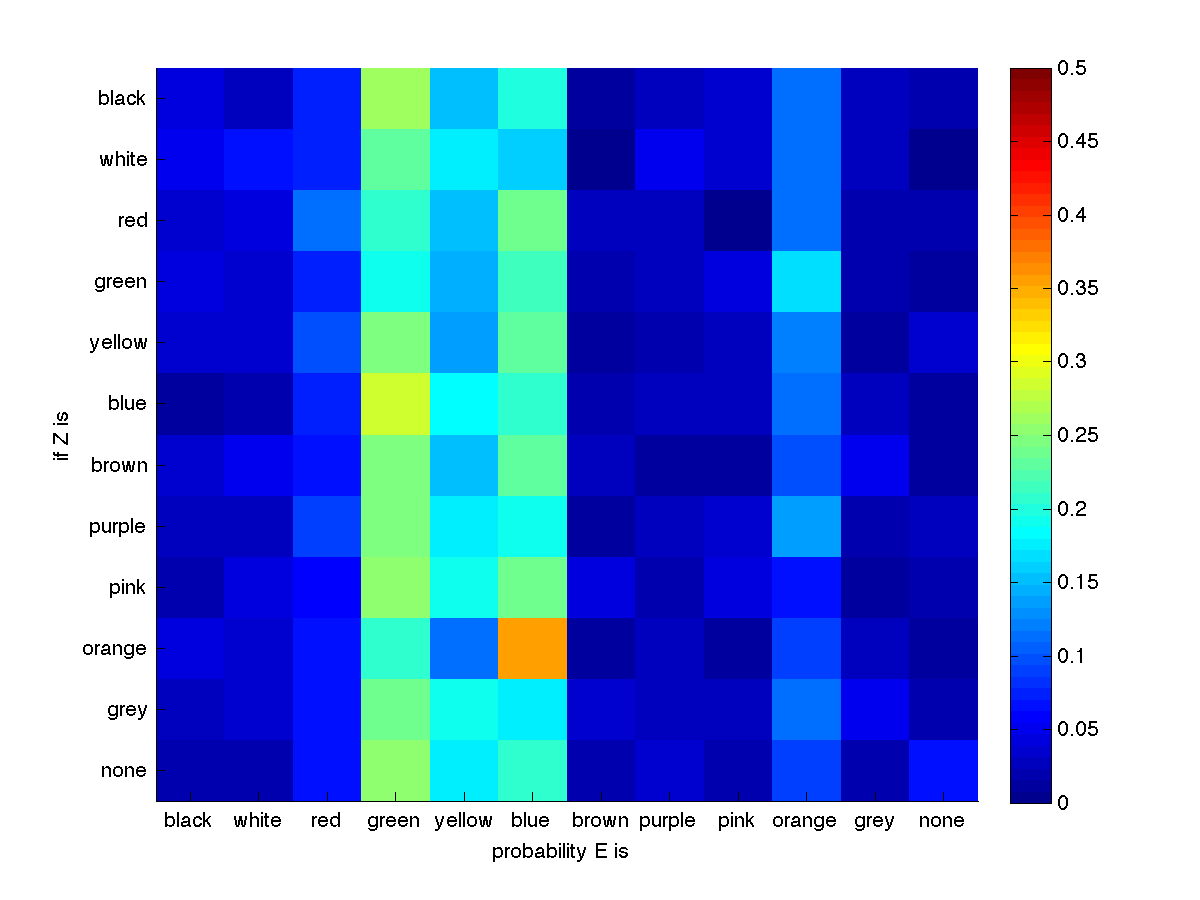 black
white
red
green
yellow
blue
brown
purple
pink
orange
grey
none
if Z is
black white red green yellow blue brown purple pink orange grey none
probability E is
0.5
0.45
0.4
0.35
0.3
0.25
0.2
0.15
0.1
0.05
0